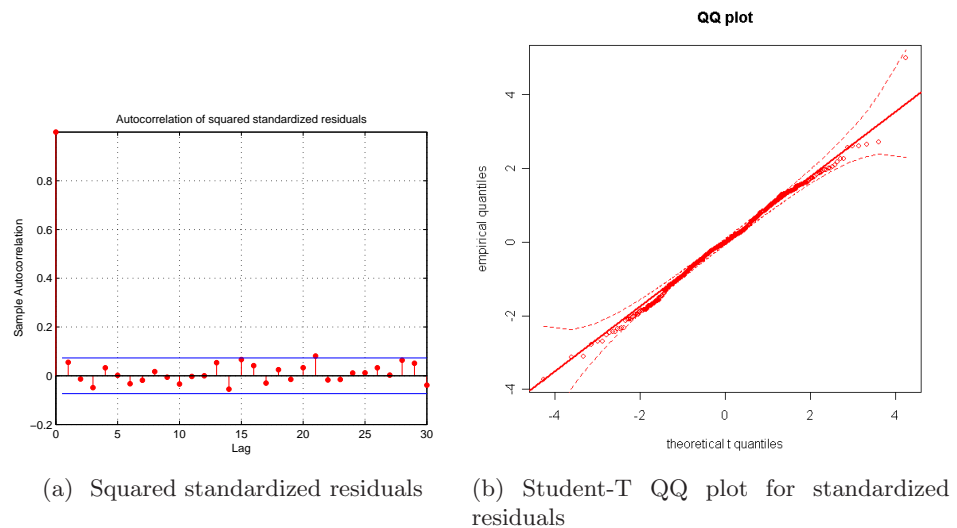 Autocorrelation of squared standardized residuals
Sample Autocorrelation
0.8
0.6
0.4
0.2
0
−0.2
0 5 10 15 20 25 30
Lag
(a) Squared standardized residuals
QQ plot
empirical quantiles
4
2
0
-2
-4
-4 -2 0 2 4
theoretical t quantiles
(b) Student-T QQ plot for standardized
residuals